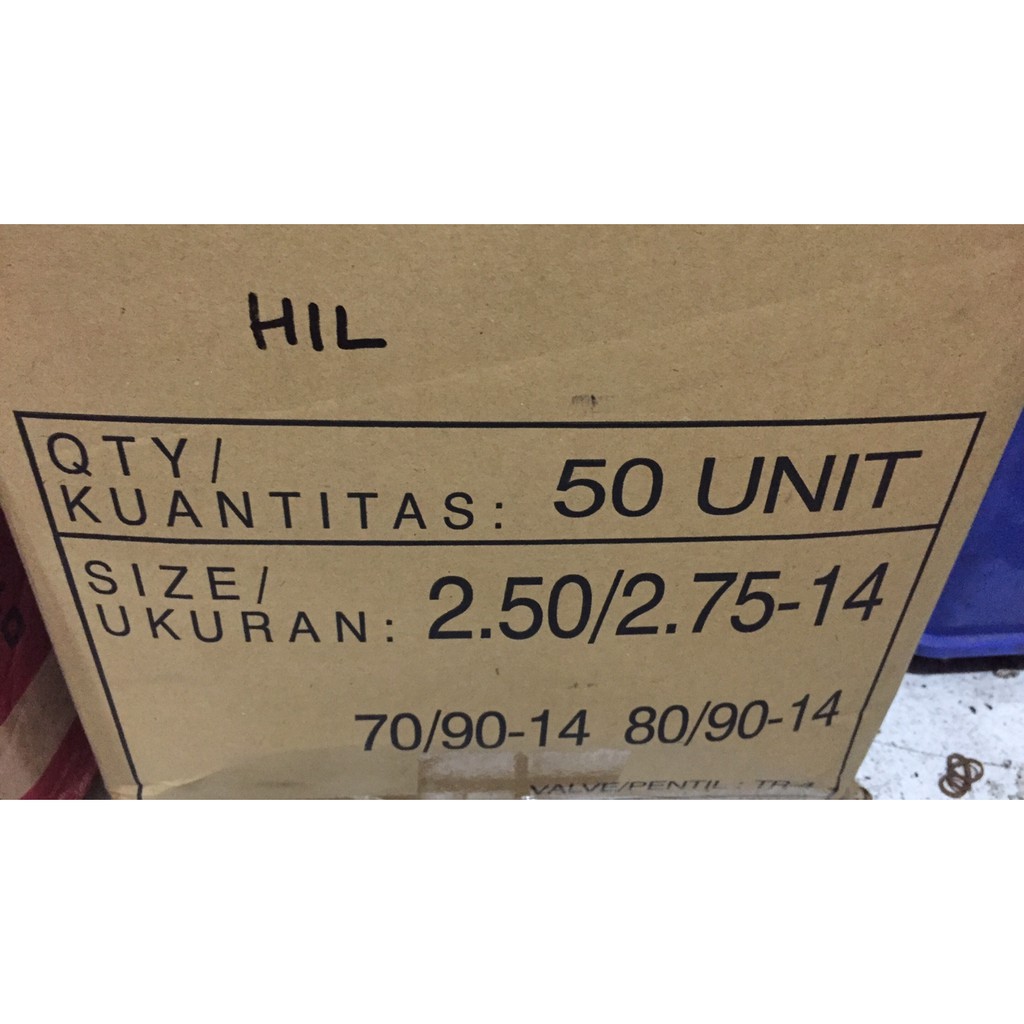 HIL
QTY/
KUANTITAS: 50 UNIT
SIZE/
UKURAN: 2.50/2.75-14
70/90-14 80/90-14
VALVE/PENTIL : TR